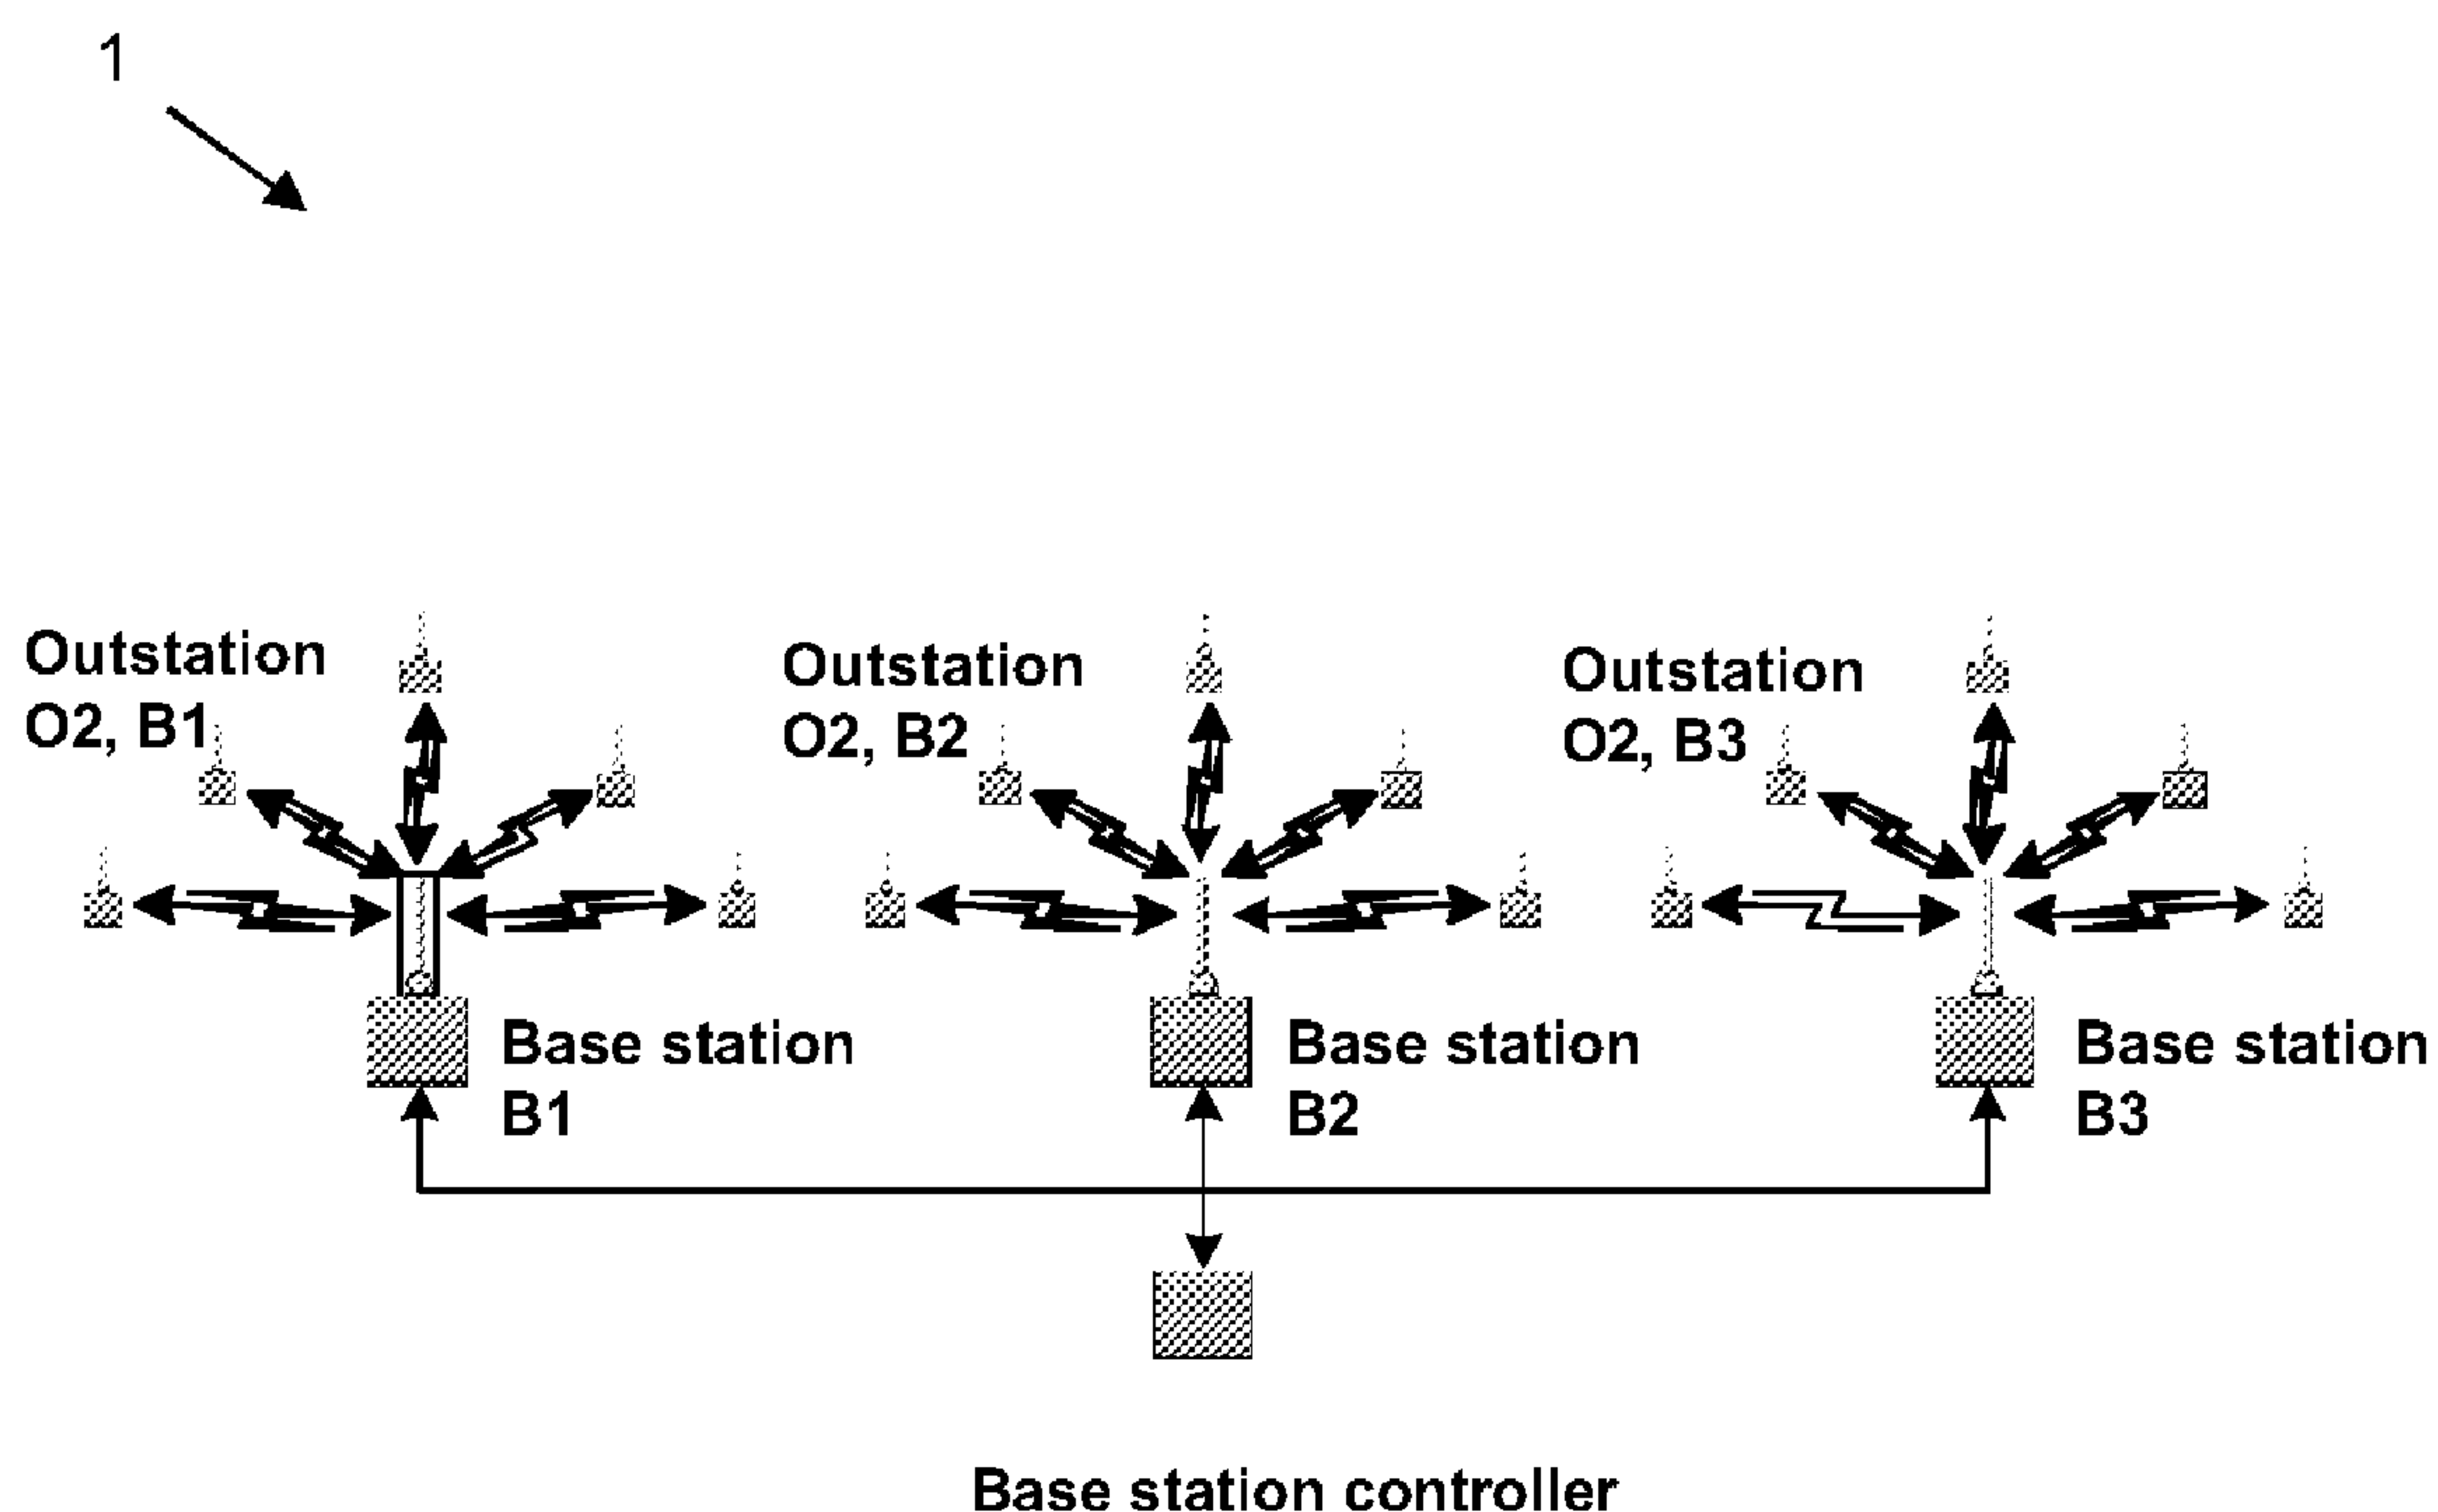 1
Outstation
O2, B1
Outstation
O2, B2
Outstation
O2, B3
Base station
B1
Base station
B2
Base station
B3
Base station controller